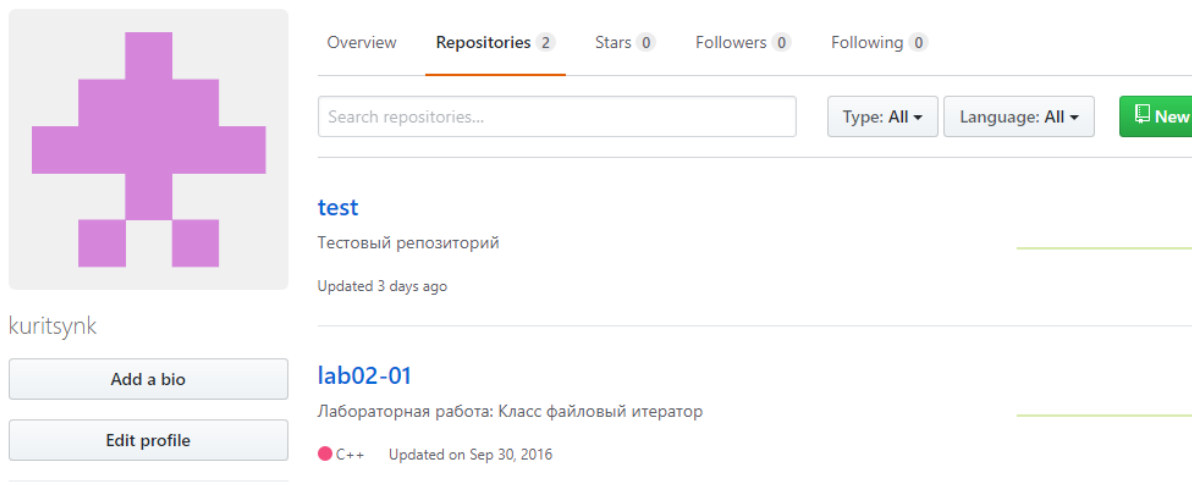 Overview Repositories 2 Stars 0 Followers 0 Following 0
Search repositories... Type: All Language: All New
test
Тестовый репозиторий
Updated 3 days ago
kuritsynk
Add a bio
Edit profile
lab02-01
Лабораторная работа: Класс файловый итератор
C++ Updated on Sep 30, 2016